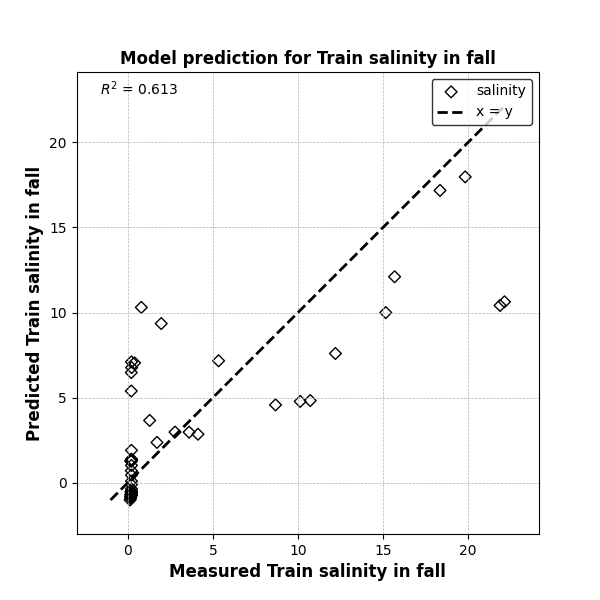 Model prediction for Train salinity in fall
R² = 0.613
salinity
x = y
Predicted Train salinity in fall
20
15
10
5
0
0 5 10 15 20
Measured Train salinity in fall